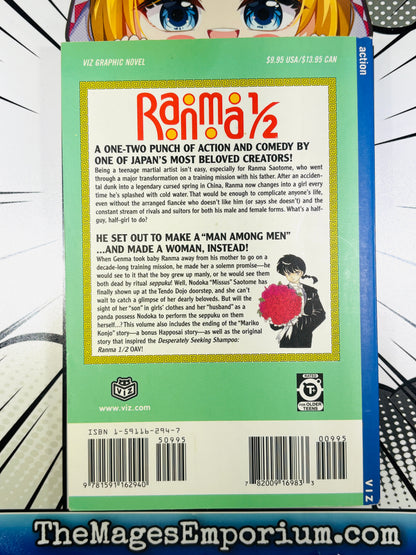 VIZ GRAPHIC NOVEL
$9.95 USA/$13.95 CAN
action
Ranma 1/2
A ONE-TWO PUNCH OF ACTION AND COMEDY BY
ONE OF JAPAN'S MOST BELOVED CREATORS!
Being a teenage martial artist isn't easy, especially for Ranma Saotome, who went
through a major transformation on a training mission with his father. After an acciden-
tal dunk into a legendary cursed spring in China, Ranma now changes into a girl every
time he's splashed with cold water. That would be enough to complicate anyone's life,
even without the arranged fiancée who doesn't like him (or says she doesn't) and the
constant stream of rivals and suitors for both his male and female forms. What's a half-
guy, half-girl to do?
HE SET OUT TO MAKE A "MAN AMONG MEN"
...AND MADE A WOMAN, INSTEAD!
When Genma took baby Ranma away from his mother to go on a
decade-long training mission, he made her a solemn promise—he
would see to it that the boy grew up manly, or he would see them
both dead by ritual seppuku! Well, Nodoka "Missus" Saotome has
finally shown up at the Tendo Dojo doorstep, and she can't
wait to catch a glimpse of her dearly beloveds. But will the
sight of her "son" in girls' clothes and her "husband" as a
panda possess Nodoka to perform the seppuku on them
herself...? This volume also includes the ending of the "Mariko
Konjo" story—a bonus Happosai story—as well as the original
story that inspired the Desperately Seeking Shampoo:
Ranma 1/2 OAV!
VIZ
www.viz.com
RATED
T+
FOR OLDER
TEENS
ISBN 1-59116-294-7
50995
00995
9 781591 162940
7 82009 16983 3
VIZ
TheMagesEmporium.com